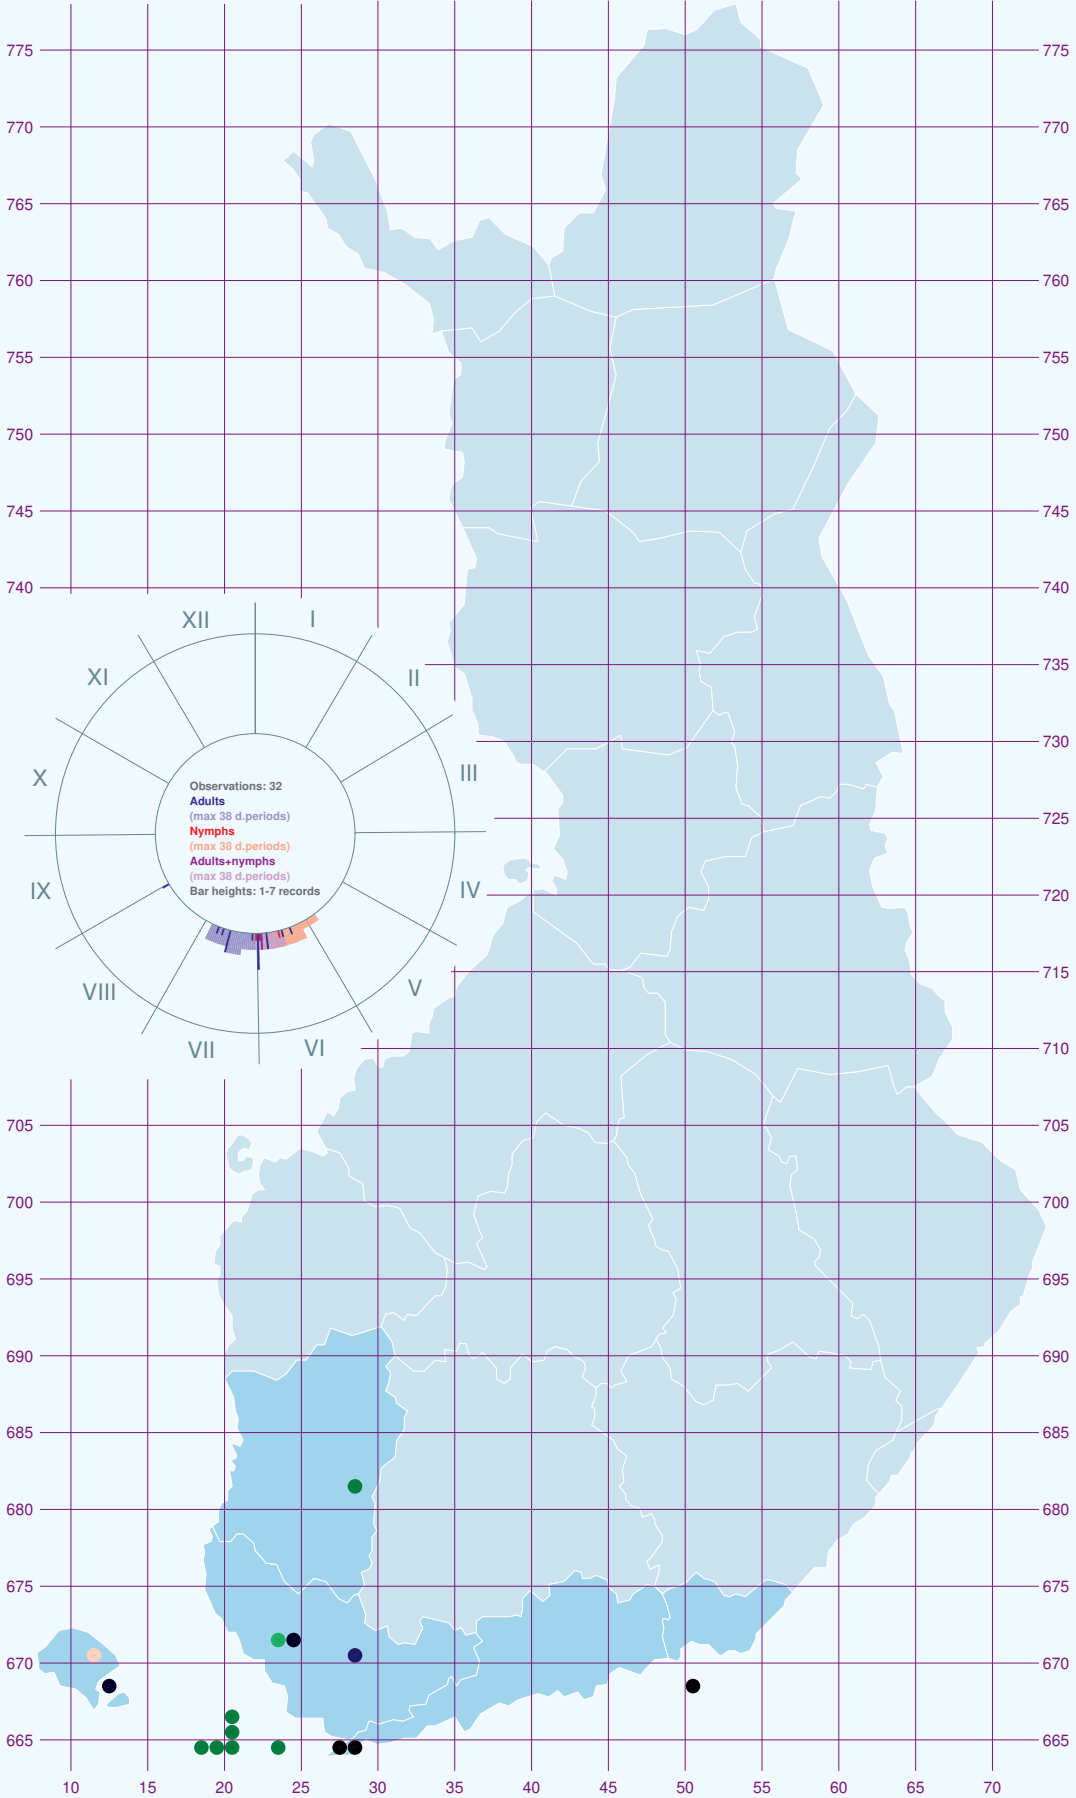 775 775
770 770
765 765
760 760
755 755
750 750
745 745
740 740
XII I
XI II
735 735
730 730
X III
Observations: 32
Adults
(max 38 d.periods)
Nymphs
(max 38 d.periods)
Adults+nymphs
(max 38 d.periods)
Bar heights: 1-7 records
725 725
IX IV
720 720
715 715
VIII V
VII VI
710 710
705 705
700 700
695 695
690 690
685 685
680 680
675 675
670 670
665 665
10 15 20 25 30 35 40 45 50 55 60 65 70